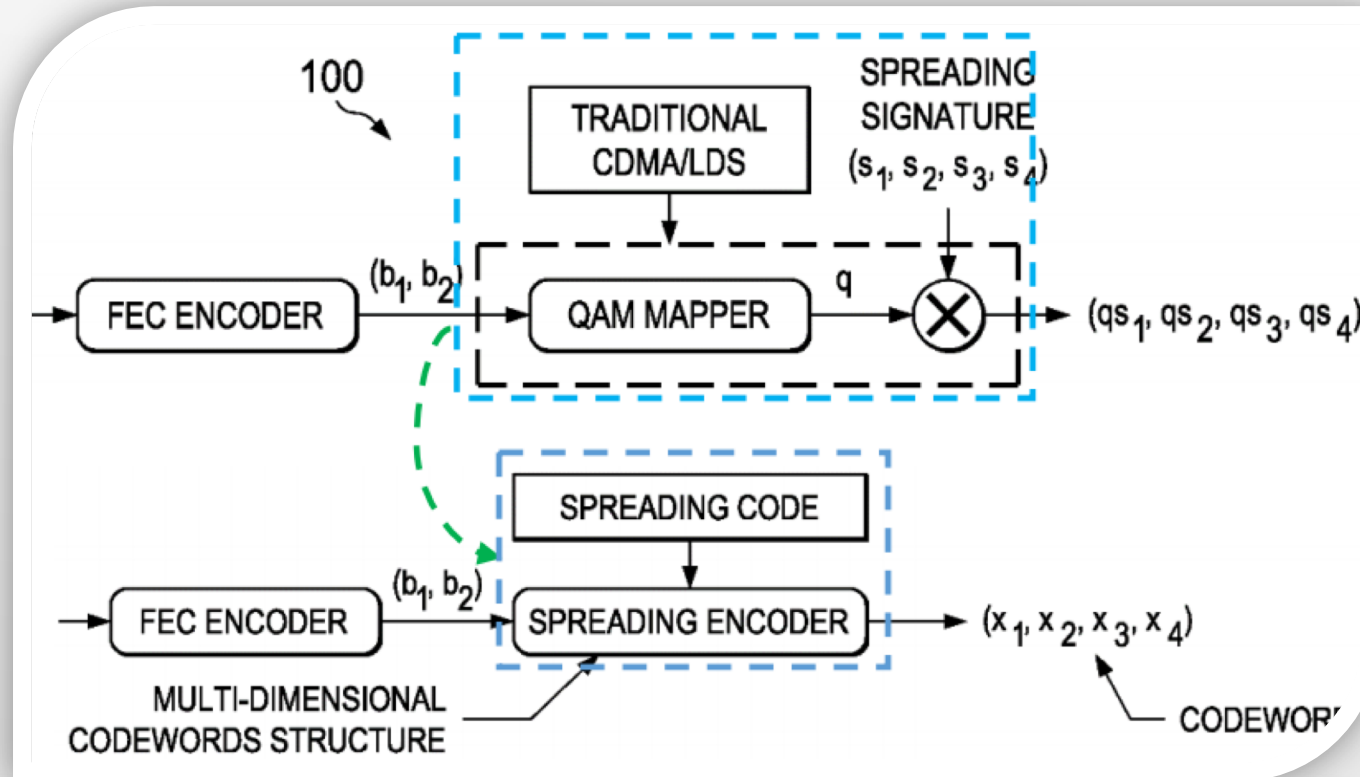 100
TRADITIONAL
CDMA/LDS
SPREADING
SIGNATURE
(s1, s2, s3, s4)
FEC ENCODER
(b1, b2)
QAM MAPPER
q
(qs1, qs2, qs3, qs4)
SPREADING CODE
FEC ENCODER
(b1, b2)
SPREADING ENCODER
(x1, x2, x3, x4)
MULTI-DIMENSIONAL
CODEWORDS STRUCTURE